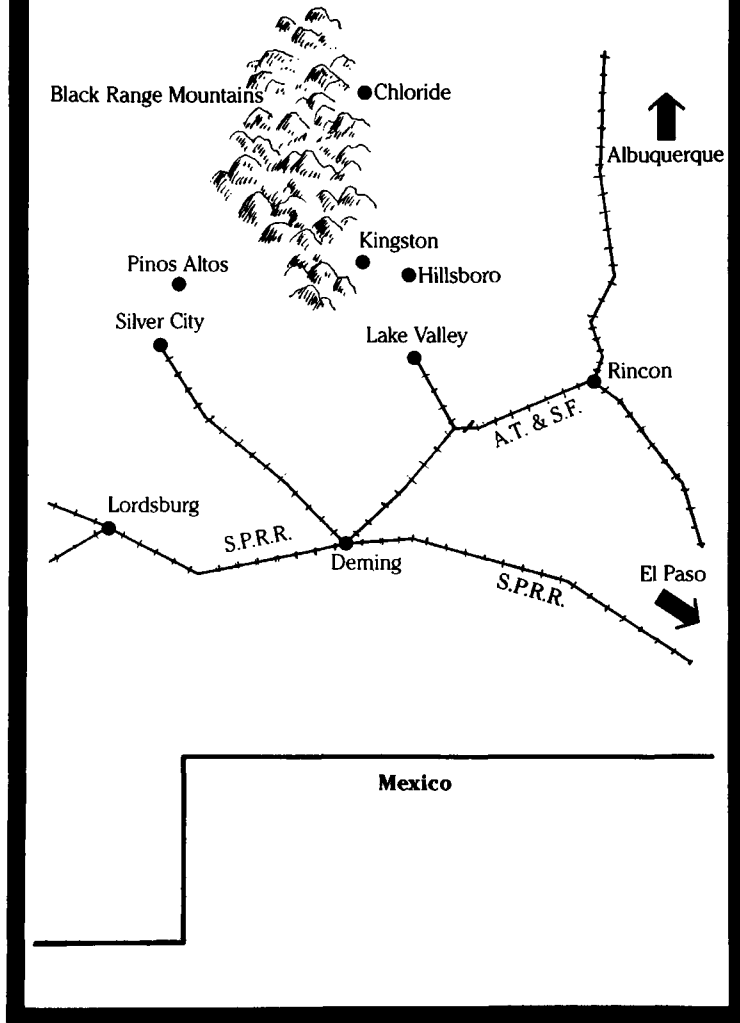 Black Range Mountains
Chloride
Albuquerque
Kingston
Pinos Altos
Hillsboro
Silver City
Lake Valley
Rincon
A.T. & S.F.
Lordsburg
S.P.R.R.
Deming
El Paso
S.P.R.R.
Mexico